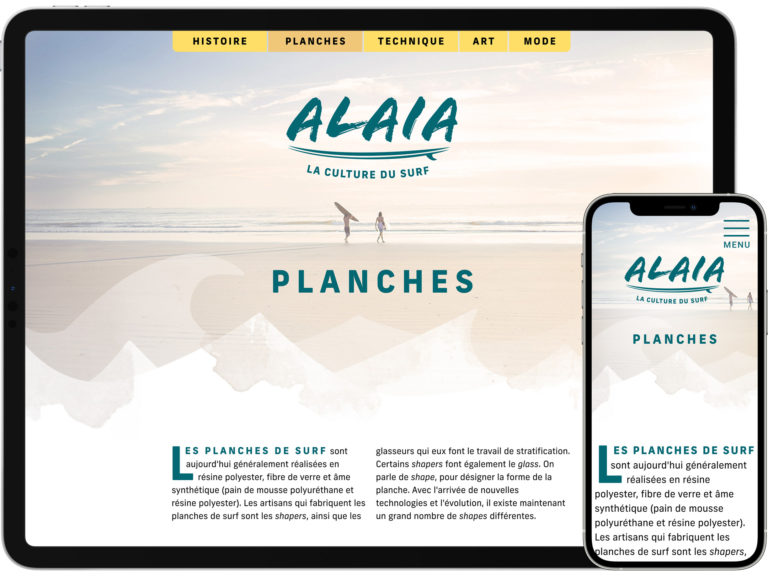 HISTOIRE PLANCHES TECHNIQUE ART MODE
ALAIA
LA CULTURE DU SURF
PLANCHES
LES PLANCHES DE SURF sont
aujourd'hui généralement réalisées en
résine polyester, fibre de verre et âme
synthétique (pain de mousse polyuréthane et
résine polyester). Les artisans qui fabriquent les
planches de surf sont les shapers, ainsi que les
glasseurs qui eux font le travail de stratification.
Certains shapers font également le glass. On
parle de shape, pour désigner la forme de la
planche. Avec l'arrivée de nouvelles
technologies et l'évolution, il existe maintenant
un grand nombre de shapes différentes.
MENU
ALAIA
LA CULTURE DU SURF
PLANCHES
LES PLANCHES DE SURF
sont aujourd'hui généralement
réalisées en résine
polyester, fibre de verre et âme
synthétique (pain de mousse
polyuréthane et résine polyester).
Les artisans qui fabriquent les
planches de surf sont les shapers,